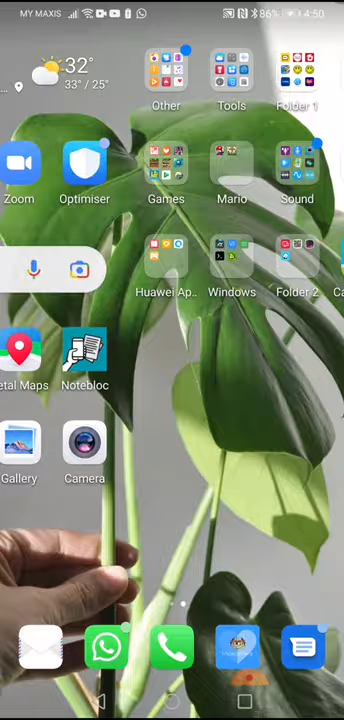 MY MAXIS 86% 4:50
32°
33° / 25°
Other Tools Folder 1
Zoom Optimiser Games Mario Sound
Huawei Ap.. Windows Folder 2 Ca
etal Maps Notebloc
Gallery Camera